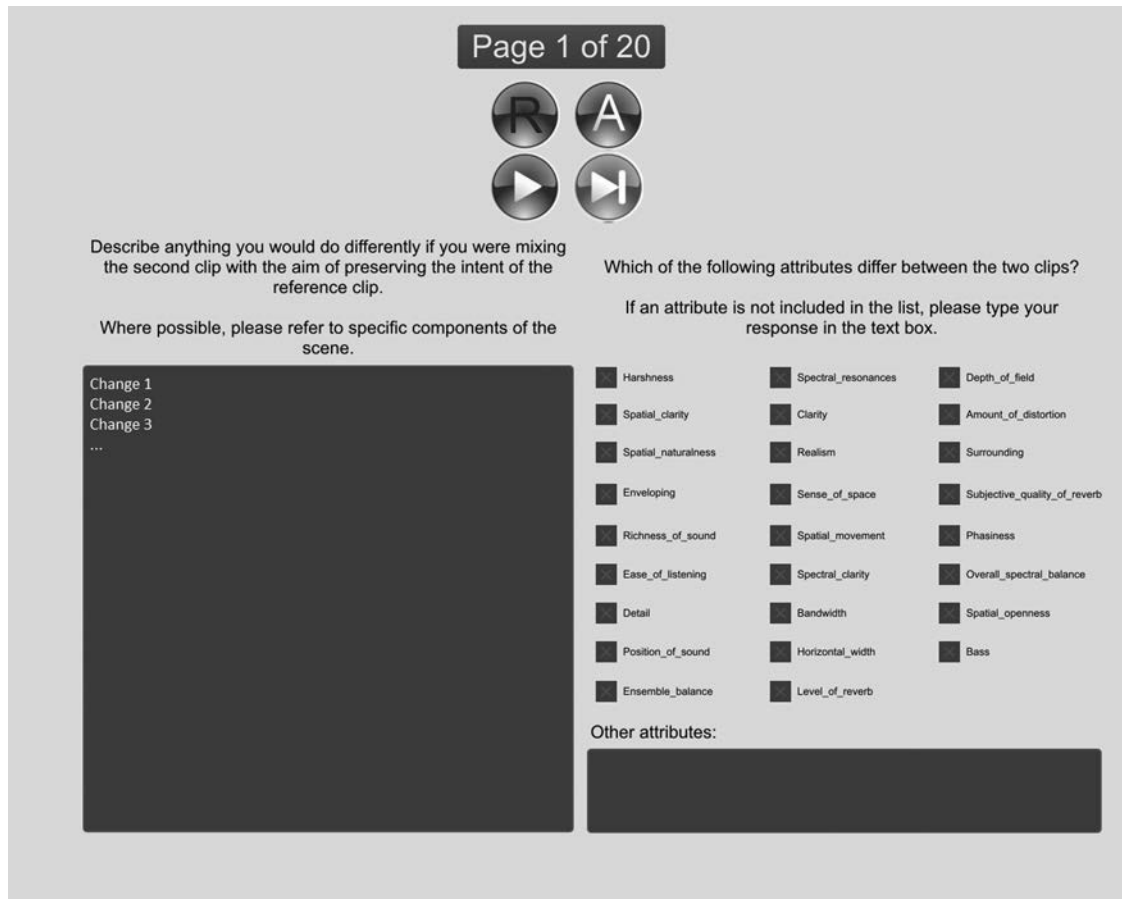 Page 1 of 20
R A
Describe anything you would do differently if you were mixing
the second clip with the aim of preserving the intent of the
reference clip.
Where possible, please refer to specific components of the
scene.
Change 1
Change 2
Change 3
...
Which of the following attributes differ between the two clips?
If an attribute is not included in the list, please type your
response in the text box.
Harshness Spectral_resonances Depth_of_field
Spatial_clarity Clarity Amount_of_distortion
Spatial_naturalness Realism Surrounding
Enveloping Sense_of_space Subjective_quality_of_reverb
Richness_of_sound Spatial_movement Phasiness
Ease_of_listening Spectral_clarity Overall_spectral_balance
Detail Bandwidth Spatial_openness
Position_of_sound Horizontal_width Bass
Ensemble_balance Level_of_reverb
Other attributes: